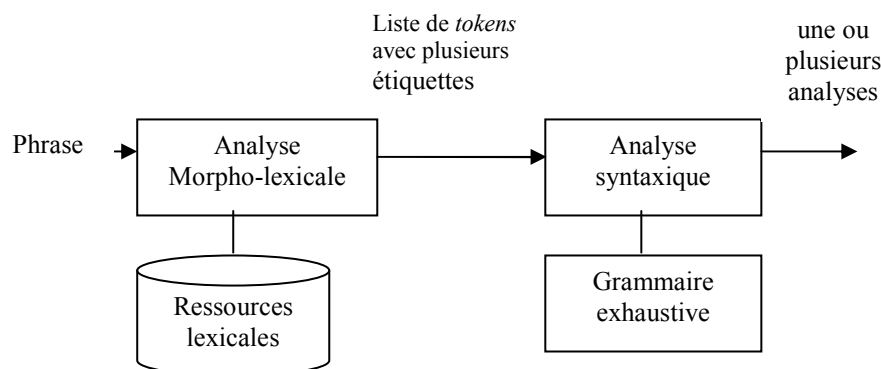 Liste de tokens
avec plusieurs
étiquettes
une ou
plusieurs
analyses
Phrase
Analyse
Morpho-lexicale
Analyse
syntaxique
Ressources
lexicales
Grammaire
exhaustive